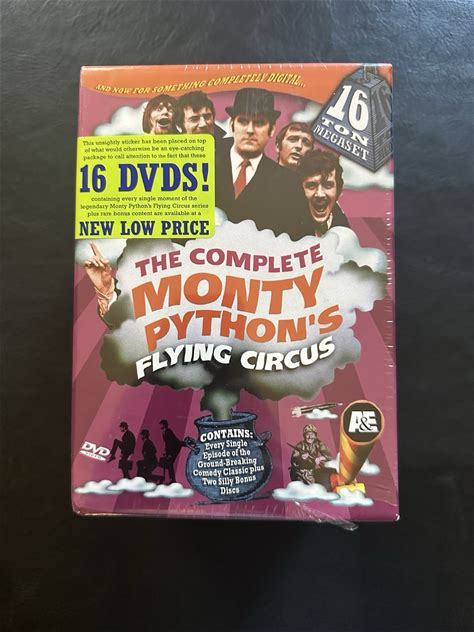 AND NOW FOR SOMETHING COMPLETELY DIGITAL...
16
TON
MEGASET
This unsightly sticker has been placed on top
of what would otherwise be an eye-catching
package to call attention to the fact that these
16 DVDS!
containing every single moment of the
legendary Monty Python's Flying Circus series
plus rare bonus content are available at a
NEW LOW PRICE
THE COMPLETE
MONTY
PYTHON'S
FLYING CIRCUS
CONTAINS:
Every Single
Episode of the
Ground-Breaking
Comedy Classic plus
Two Silly Bonus
Discs
DVD
VIDEO
A&E